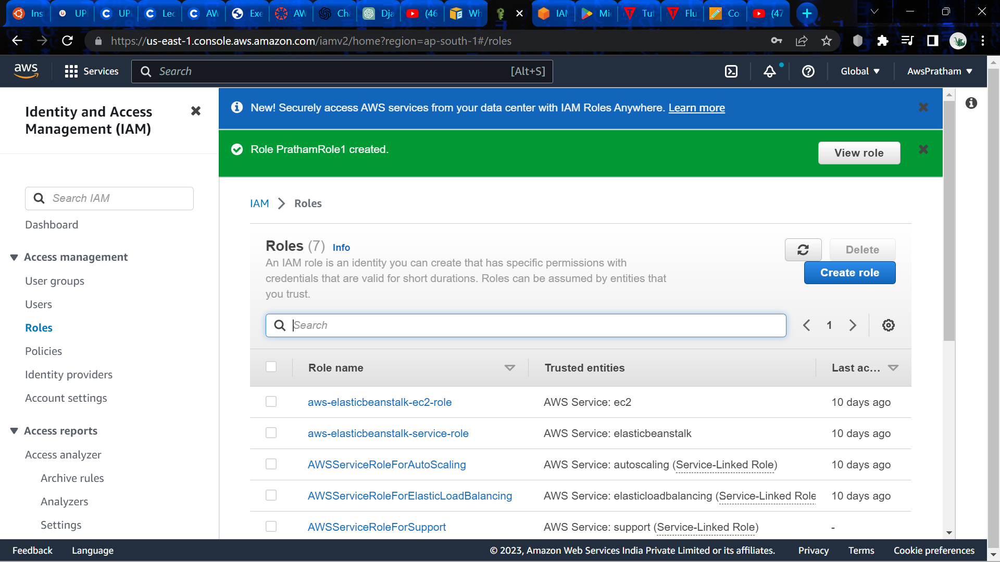 Ins
UP
UP
Lec
AW
Exe
AW
Ch
Dja
(46
Wh
IAM
Mi
Tut
Flu
Co
(47
https://us-east-1.console.aws.amazon.com/iamv2/home?region=ap-south-1#/roles
aws
Services
Search
[Alt+S]
Global
AwsPratham
Identity and Access
Management (IAM)
Search IAM
Dashboard
Access management
User groups
Users
Roles
Policies
Identity providers
Account settings
Access reports
Access analyzer
Archive rules
Analyzers
Settings
New! Securely access AWS services from your data center with IAM Roles Anywhere. Learn more
Role PrathamRole1 created.
View role
IAM > Roles
Roles (7) Info
An IAM role is an identity you can create that has specific permissions with
credentials that are valid for short durations. Roles can be assumed by entities that
you trust.
Delete
Create role
Search
1
Role name Trusted entities Last ac...
aws-elasticbeanstalk-ec2-role AWS Service: ec2 10 days ago
aws-elasticbeanstalk-service-role AWS Service: elasticbeanstalk 10 days ago
AWSServiceRoleForAutoScaling AWS Service: autoscaling (Service-Linked Role) 10 days ago
AWSServiceRoleForElasticLoadBalancing AWS Service: elasticloadbalancing (Service-Linked Role 10 days ago
AWSServiceRoleForSupport AWS Service: support (Service-Linked Role) -
Feedback Language © 2023, Amazon Web Services India Private Limited or its affiliates. Privacy Terms Cookie preferences